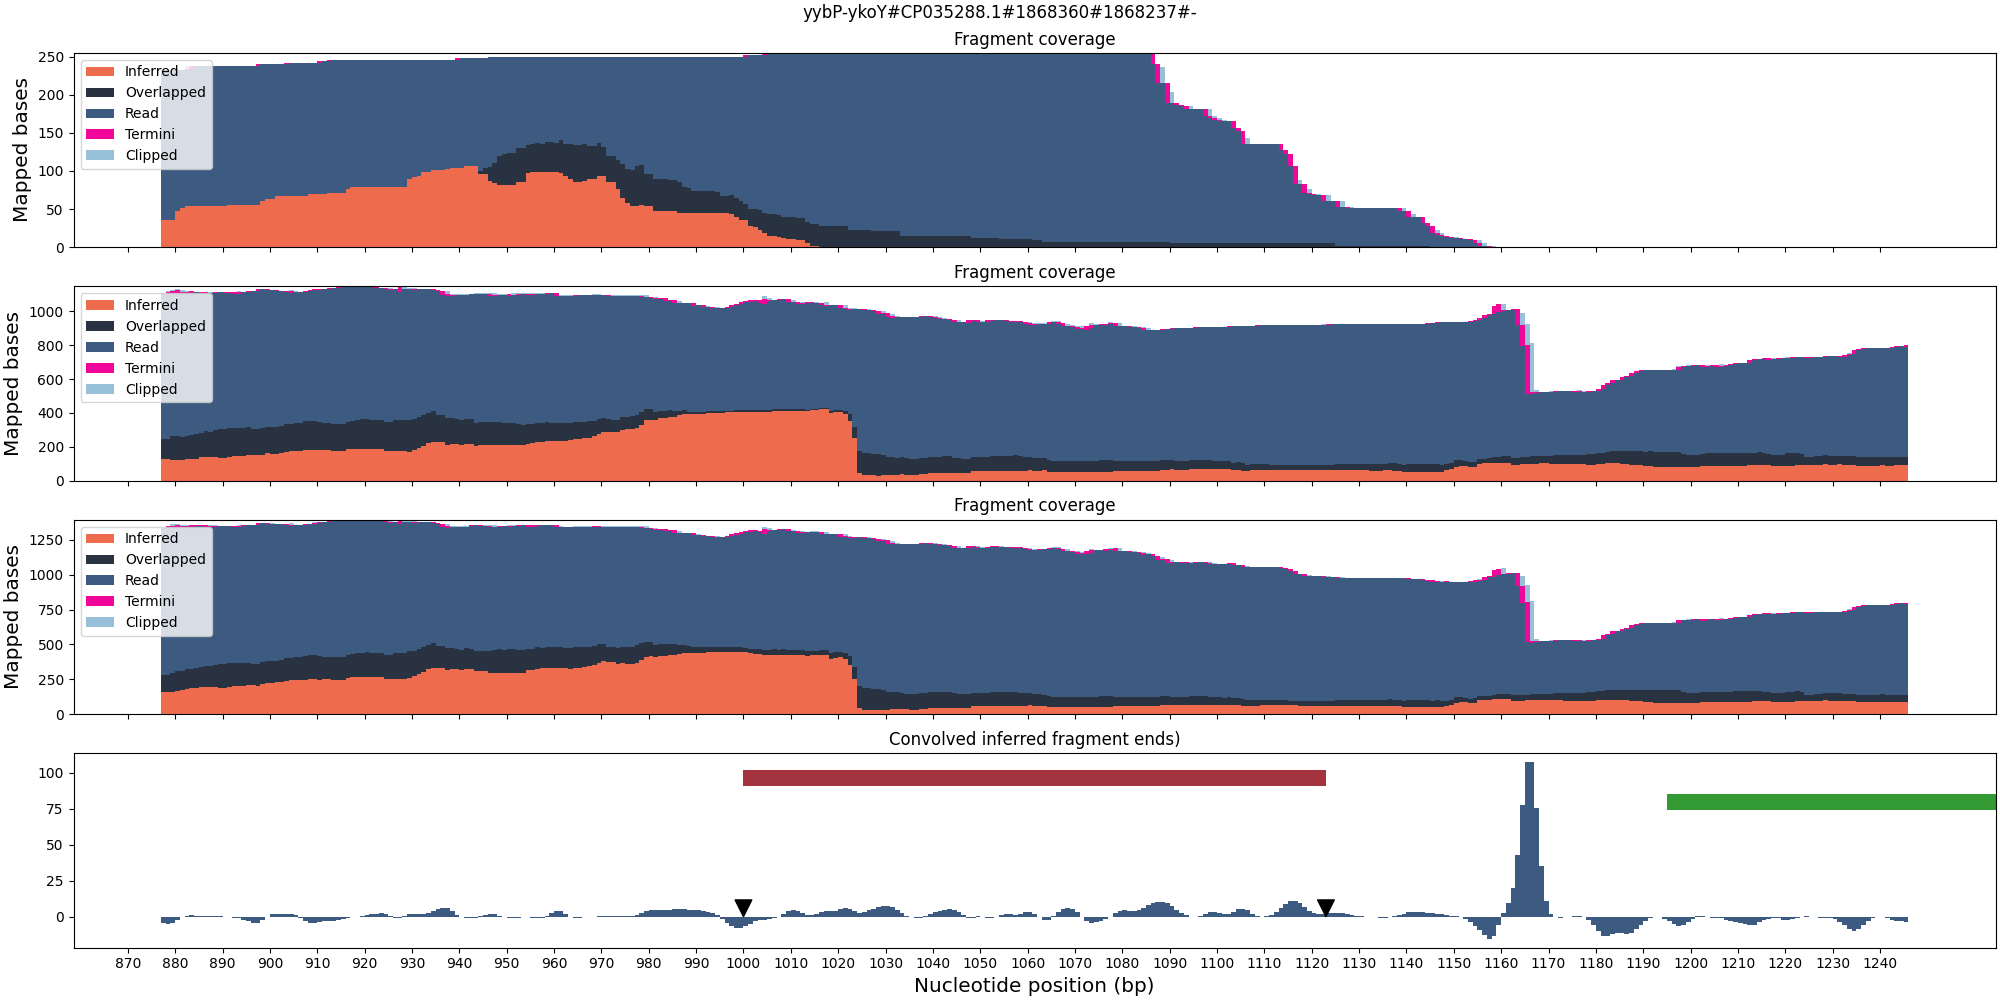 yybP-ykoY#CP035288.1#1868360#1868237#-
Fragment coverage
Mapped bases
250
200
150
100
50
0
Inferred
Overlapped
Read
Termini
Clipped
Fragment coverage
Mapped bases
1000
800
600
400
200
0
Inferred
Overlapped
Read
Termini
Clipped
Fragment coverage
Mapped bases
1250
1000
750
500
250
0
Inferred
Overlapped
Read
Termini
Clipped
Convolved inferred fragment ends)
100
75
50
25
0
870 880 890 900 910 920 930 940 950 960 970 980 990 1000 1010 1020 1030 1040 1050 1060 1070 1080 1090 1100 1110 1120 1130 1140 1150 1160 1170 1180 1190 1200 1210 1220 1230 1240
Nucleotide position (bp)